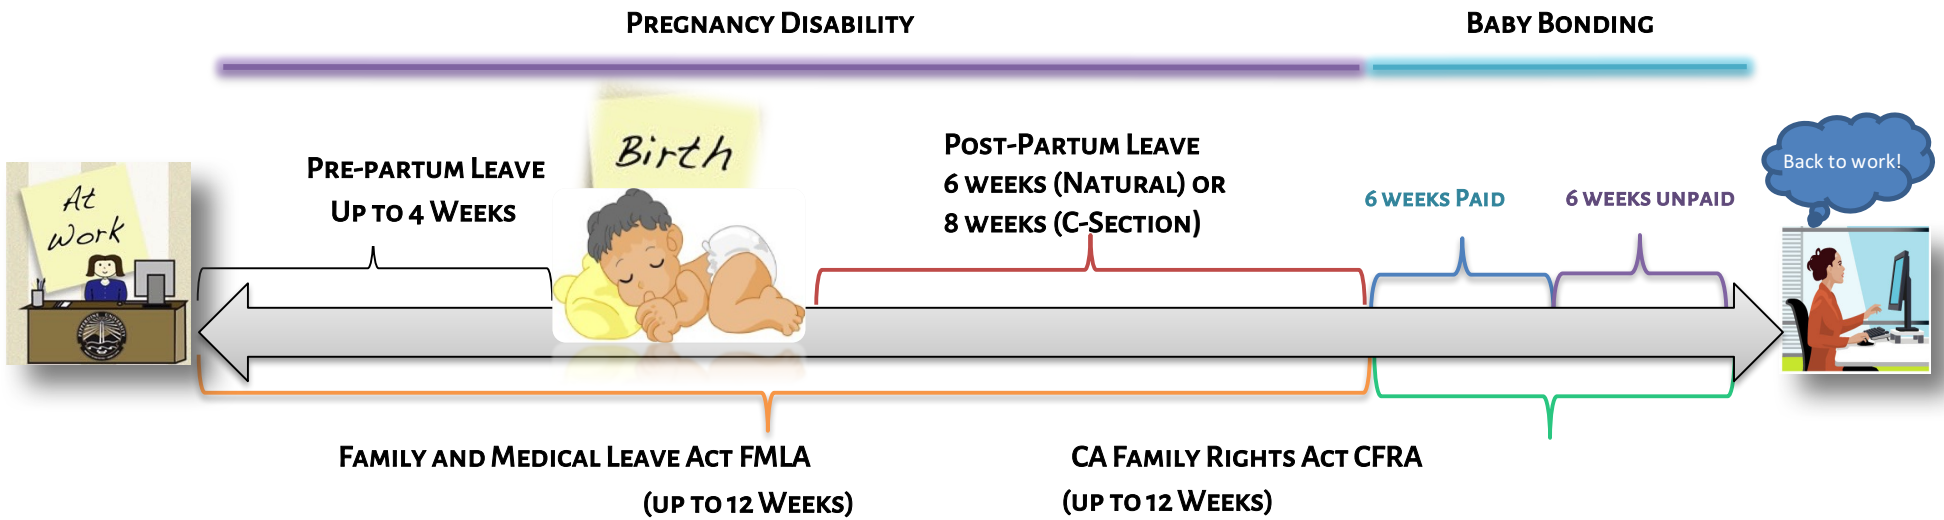 PREGNANCY DISABILITY
BABY BONDING
At
Work
PRE-PARTUM LEAVE
UP TO 4 WEEKS
Birth
POST-PARTUM LEAVE
6 WEEKS (NATURAL) OR
8 WEEKS (C-SECTION)
6 WEEKS PAID
6 WEEKS UNPAID
Back to work!
FAMILY AND MEDICAL LEAVE ACT FMLA
(UP TO 12 WEEKS)
CA FAMILY RIGHTS ACT CFRA
(UP TO 12 WEEKS)